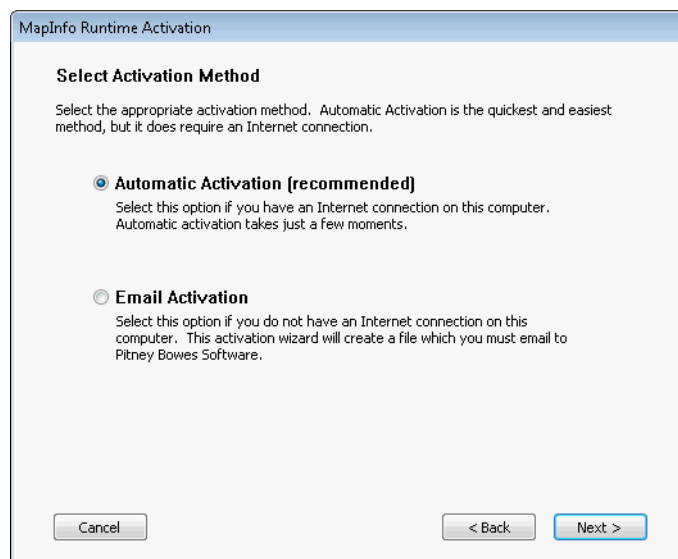 MapInfo Runtime Activation
Select Activation Method
Select the appropriate activation method. Automatic Activation is the quickest and easiest
method, but it does require an Internet connection.
Automatic Activation (recommended)
Select this option if you have an Internet connection on this computer.
Automatic activation takes just a few moments.
Email Activation
Select this option if you do not have an Internet connection on this
computer. This activation wizard will create a file which you must email to
Pitney Bowes Software.
Cancel
< Back
Next >